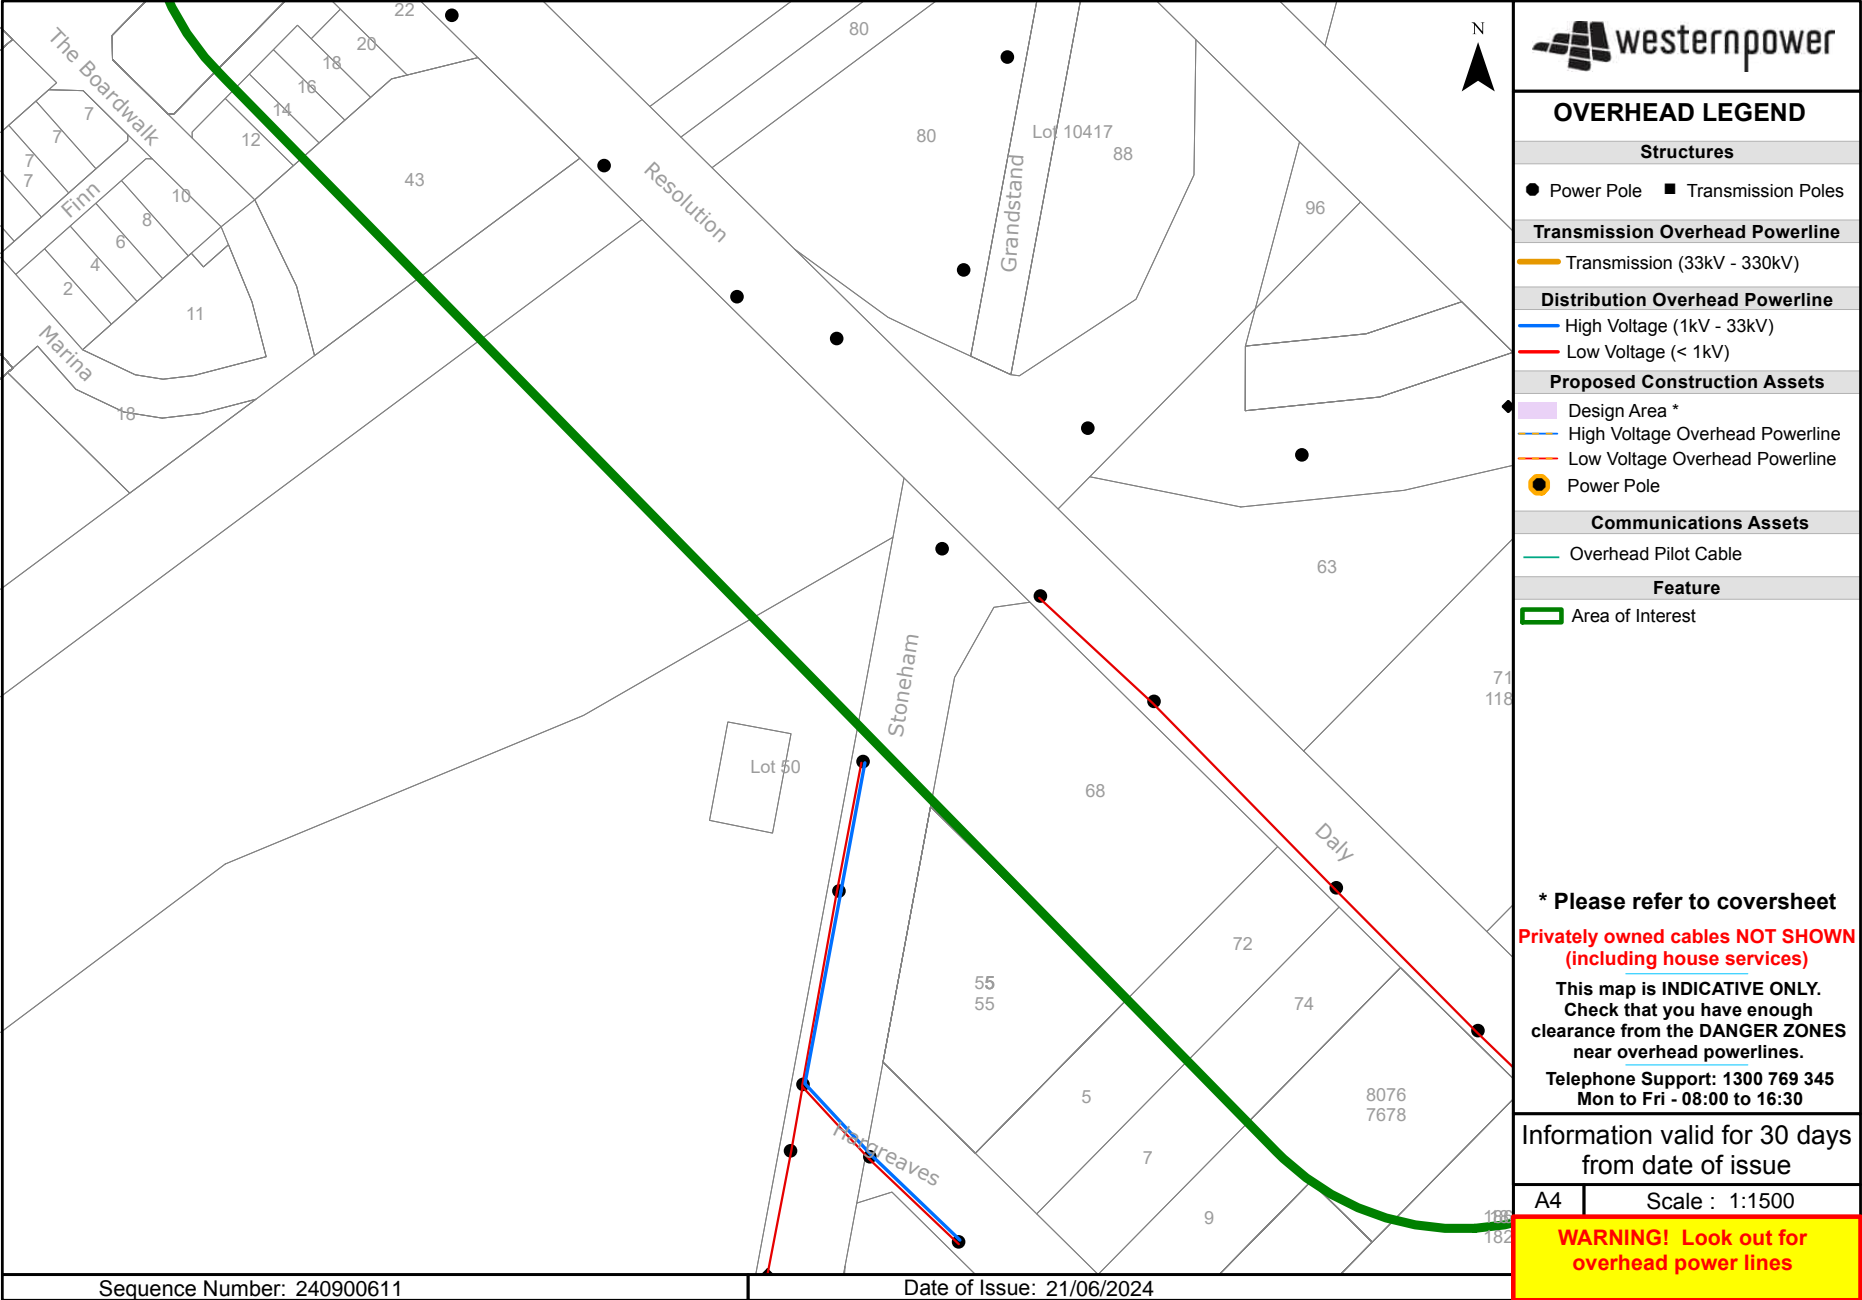 The Boardwalk
22
20
18
16
14
12
7
7
7
7
Finn
10
8
6
4
2
11
Marina
18
43
Resolution
80
80
Lot 10417
88
Grandstand
96
63
71
118
Stoneham
Lot 50
68
Daly
72
74
55
55
5
7
9
8076
7678
182
Hargreaves
N
westernpower
OVERHEAD LEGEND
Structures
Power Pole
Transmission Poles
Transmission Overhead Powerline
Transmission (33kV - 330kV)
Distribution Overhead Powerline
High Voltage (1kV - 33kV)
Low Voltage (< 1kV)
Proposed Construction Assets
Design Area *
High Voltage Overhead Powerline
Low Voltage Overhead Powerline
Power Pole
Communications Assets
Overhead Pilot Cable
Feature
Area of Interest
* Please refer to coversheet
Privately owned cables NOT SHOWN
(including house services)
This map is INDICATIVE ONLY.
Check that you have enough
clearance from the DANGER ZONES
near overhead powerlines.
Telephone Support: 1300 769 345
Mon to Fri - 08:00 to 16:30
Information valid for 30 days
from date of issue
A4
Scale : 1:1500
WARNING! Look out for
overhead power lines
Sequence Number: 240900611
Date of Issue: 21/06/2024